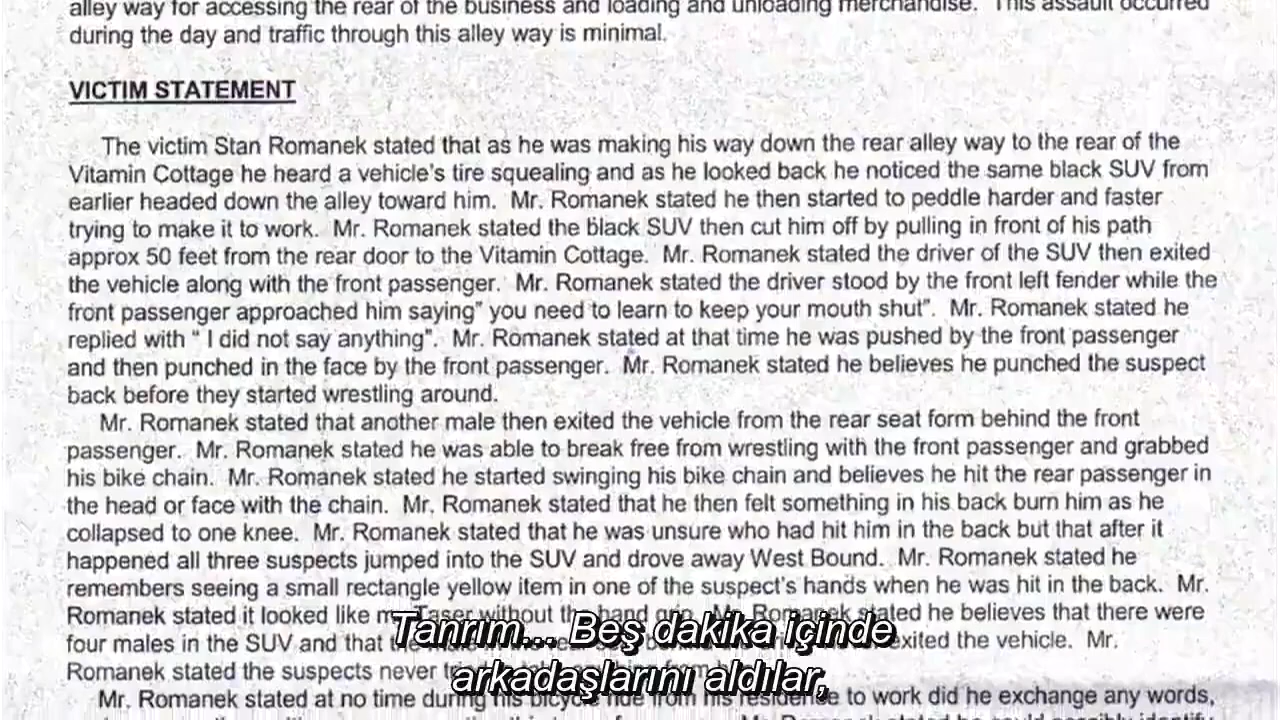 alley way for accessing the rear of the business and loading and unloading merchandise. This assault occurred
during the day and traffic through this alley way is minimal.
VICTIM STATEMENT
The victim Stan Romanek stated that as he was making his way down the rear alley way to the rear of the
Vitamin Cottage he heard a vehicle's tire squealing and as he looked back he noticed the same black SUV from
earlier headed down the alley toward him. Mr. Romanek stated he then started to peddle harder and faster
trying to make it to work. Mr. Romanek stated the black SUV then cut him off by pulling in front of his path
approx 50 feet from the rear door to the Vitamin Cottage. Mr. Romanek stated the driver of the SUV then exited
the vehicle along with the front passenger. Mr. Romanek stated the driver stood by the front left fender while the
front passenger approached him saying" you need to learn to keep your mouth shut". Mr. Romanek stated he
replied with " I did not say anything". Mr. Romanek stated at that time he was pushed by the front passenger
and then punched in the face by the front passenger. Mr. Romanek stated he believes he punched the suspect
back before they started wrestling around.
Mr. Romanek stated that another male then exited the vehicle from the rear seat form behind the front
passenger. Mr. Romanek stated he was able to break free from wrestling with the front passenger and grabbed
his bike chain. Mr. Romanek stated he started swinging his bike chain and believes he hit the rear passenger in
the head or face with the chain. Mr. Romanek stated that he then felt something in his back burn him as he
collapsed to one knee. Mr. Romanek stated that he was unsure who had hit him in the back but that after it
happened all three suspects jumped into the SUV and drove away West Bound. Mr. Romanek stated he
remembers seeing a small rectangle yellow item in one of the suspect's hands when he was hit in the back. Mr.
Romanek stated it looked like my Taser without the hand grip. Mr. Romanek stated he believes that there were
four males in the SUV and that the exited the vehicle. Mr.
Romanek stated the suspects never
Mr. Romanek stated at no time during his bicycle ride from his residence to work did he exchange any words,
Tanrım... Beş dakika içinde
arkadaşlarını aldılar,